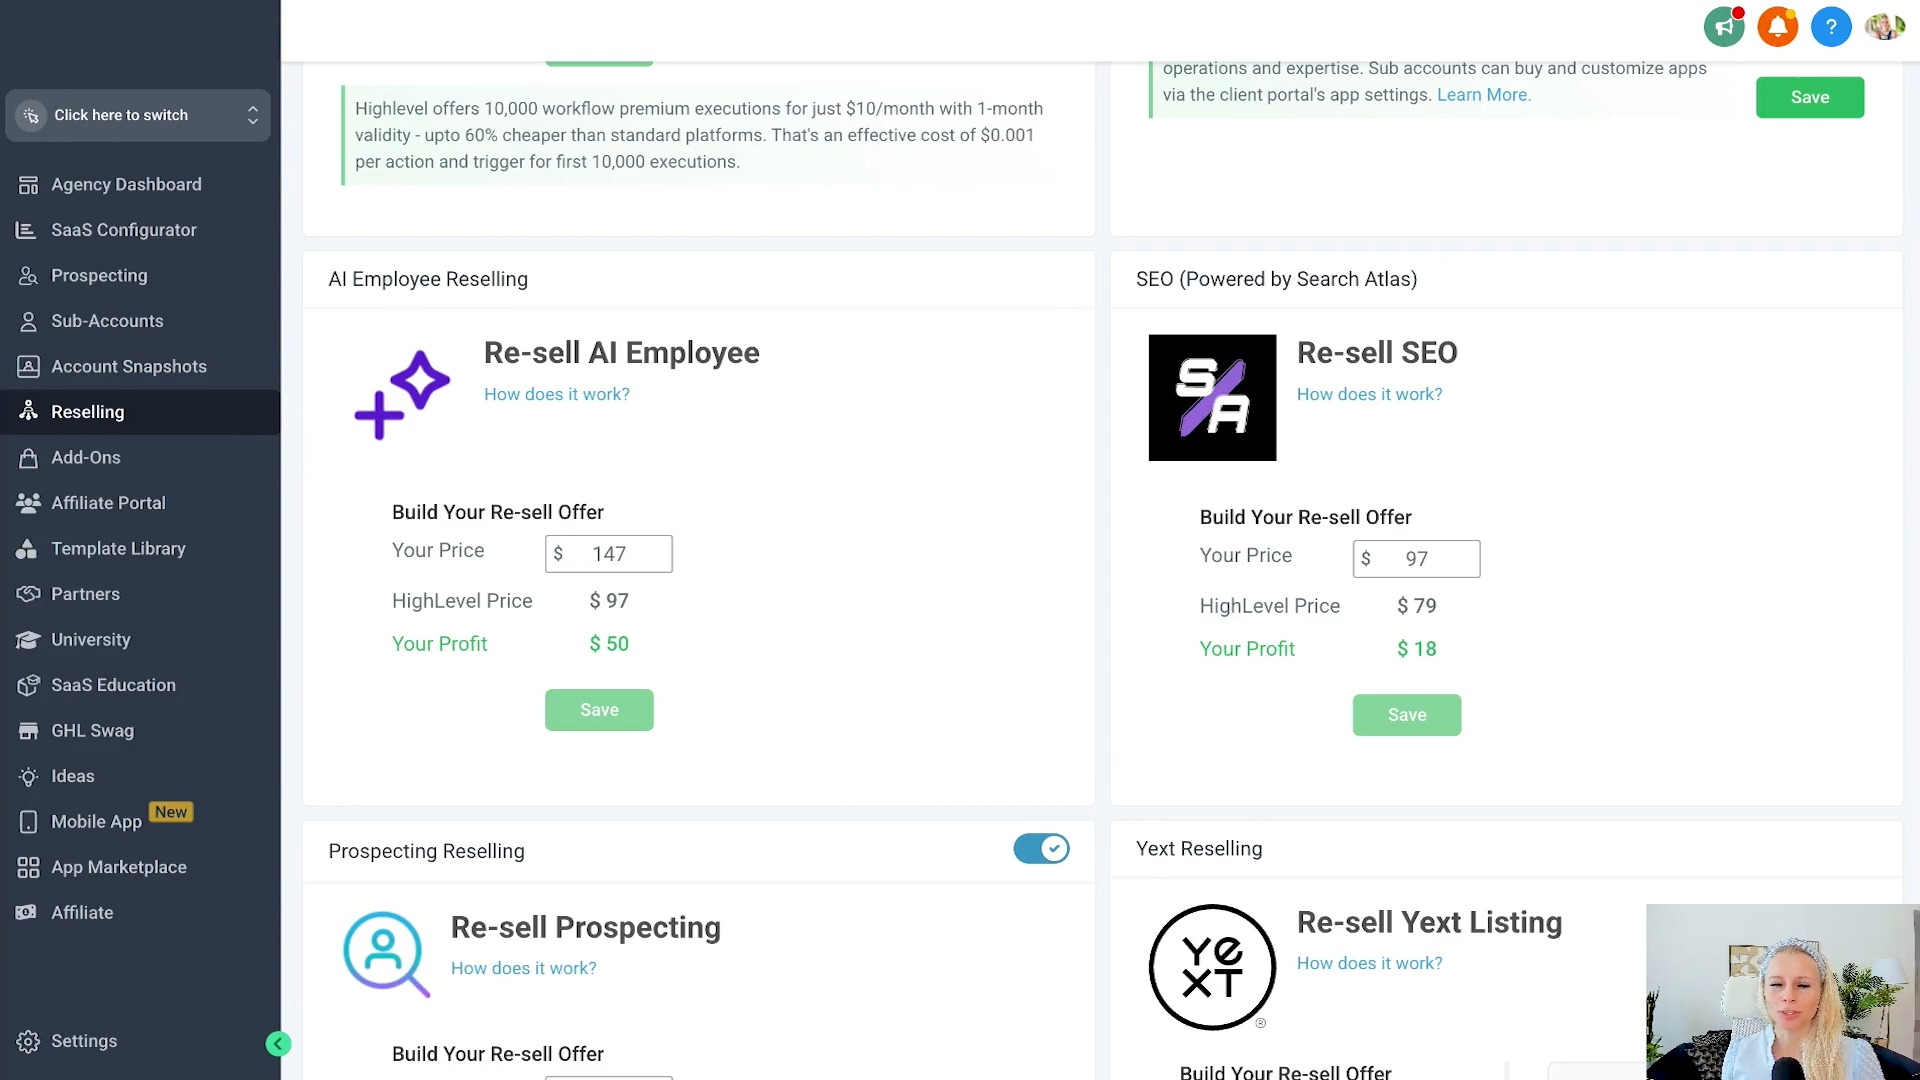 Click here to switch
Agency Dashboard
SaaS Configurator
Prospecting
Sub-Accounts
Account Snapshots
Reselling
Add-Ons
Affiliate Portal
Template Library
Partners
University
SaaS Education
GHL Swag
Ideas
Mobile App New
App Marketplace
Affiliate
Settings
?
Highlevel offers 10,000 workflow premium executions for just $10/month with 1-month
validity - upto 60% cheaper than standard platforms. That's an effective cost of $0.001
per action and trigger for first 10,000 executions.
operations and expertise. Sub accounts can buy and customize apps
via the client portal's app settings. Learn More.
Save
AI Employee Reselling
Re-sell AI Employee
How does it work?
Build Your Re-sell Offer
Your Price $ 147
HighLevel Price $ 97
Your Profit $ 50
Save
SEO (Powered by Search Atlas)
SA
Re-sell SEO
How does it work?
Build Your Re-sell Offer
Your Price $ 97
HighLevel Price $ 79
Your Profit $ 18
Save
Prospecting Reselling
Re-sell Prospecting
How does it work?
Build Your Re-sell Offer
Yext Reselling
YEXT ®
Re-sell Yext Listing
How does it work?
Build Your Re-sell Offer